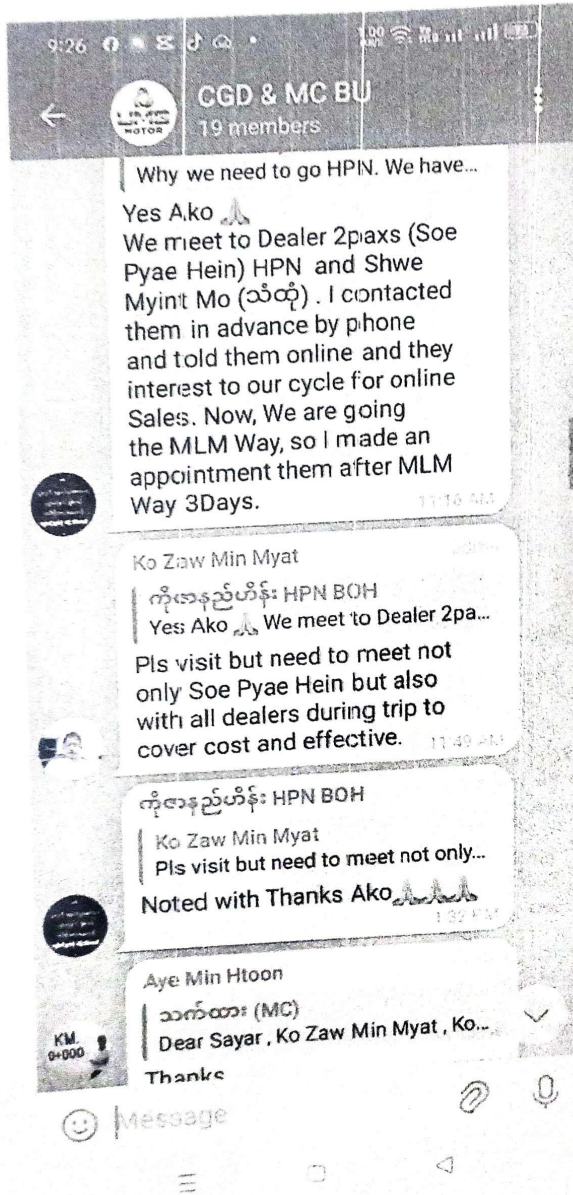 9:26
CGD & MC BU
19 members
MOTOR
Why we need to go HPN. We have...
Yes Ako 🙏
We meet to Dealer 2paxs (Soe
Pyae Hein) HPN and Shwe
Myint Mo (သံထုံ) . I contacted
them in advance by phone
and told them online and they
interest to our cycle for online
Sales. Now, We are going
the MLM Way, so I made an
appointment them after MLM
Way 3Days.
11:16 AM
Ko Zaw Min Myat
ကိုဇာနည်ဟိန်း HPN BOH
Yes Ako 🙏 We meet to Dealer 2pa...
Pls visit but need to meet not
only Soe Pyae Hein but also
with all dealers during trip to
cover cost and effective.
11:49 AM
ကိုဇာနည်ဟိန်း HPN BOH
Ko Zaw Min Myat
Pls visit but need to meet not only...
Noted with Thanks Ako🙏🙏🙏
1:32 PM
Aye Min Htoon
သက်ထား (MC)
Dear Sayar , Ko Zaw Min Myat , Ko...
Thanks
KM.
0+000
Message